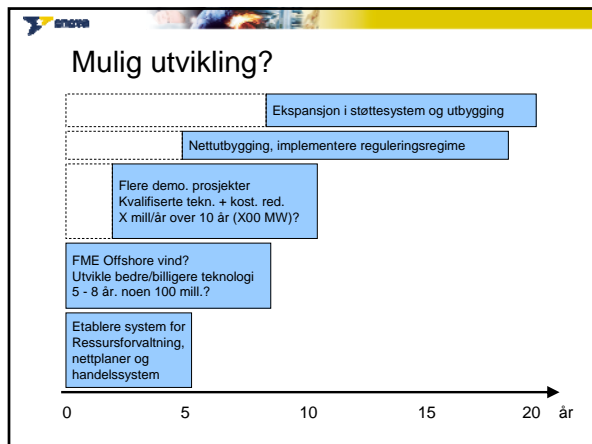 enova
Mulig utvikling?
Ekspansjon i støttesystem og utbygging
Nettutbygging, implementere reguleringsregime
Flere demo. prosjekter
Kvalifiserte tekn. + kost. red.
X mill/år over 10 år (X00 MW)?
FME Offshore vind?
Utvikle bedre/billigere teknologi
5 - 8 år. noen 100 mill.?
Etablere system for
Ressursforvaltning,
nettplaner og
handelssystem
0 5 10 15 20 år